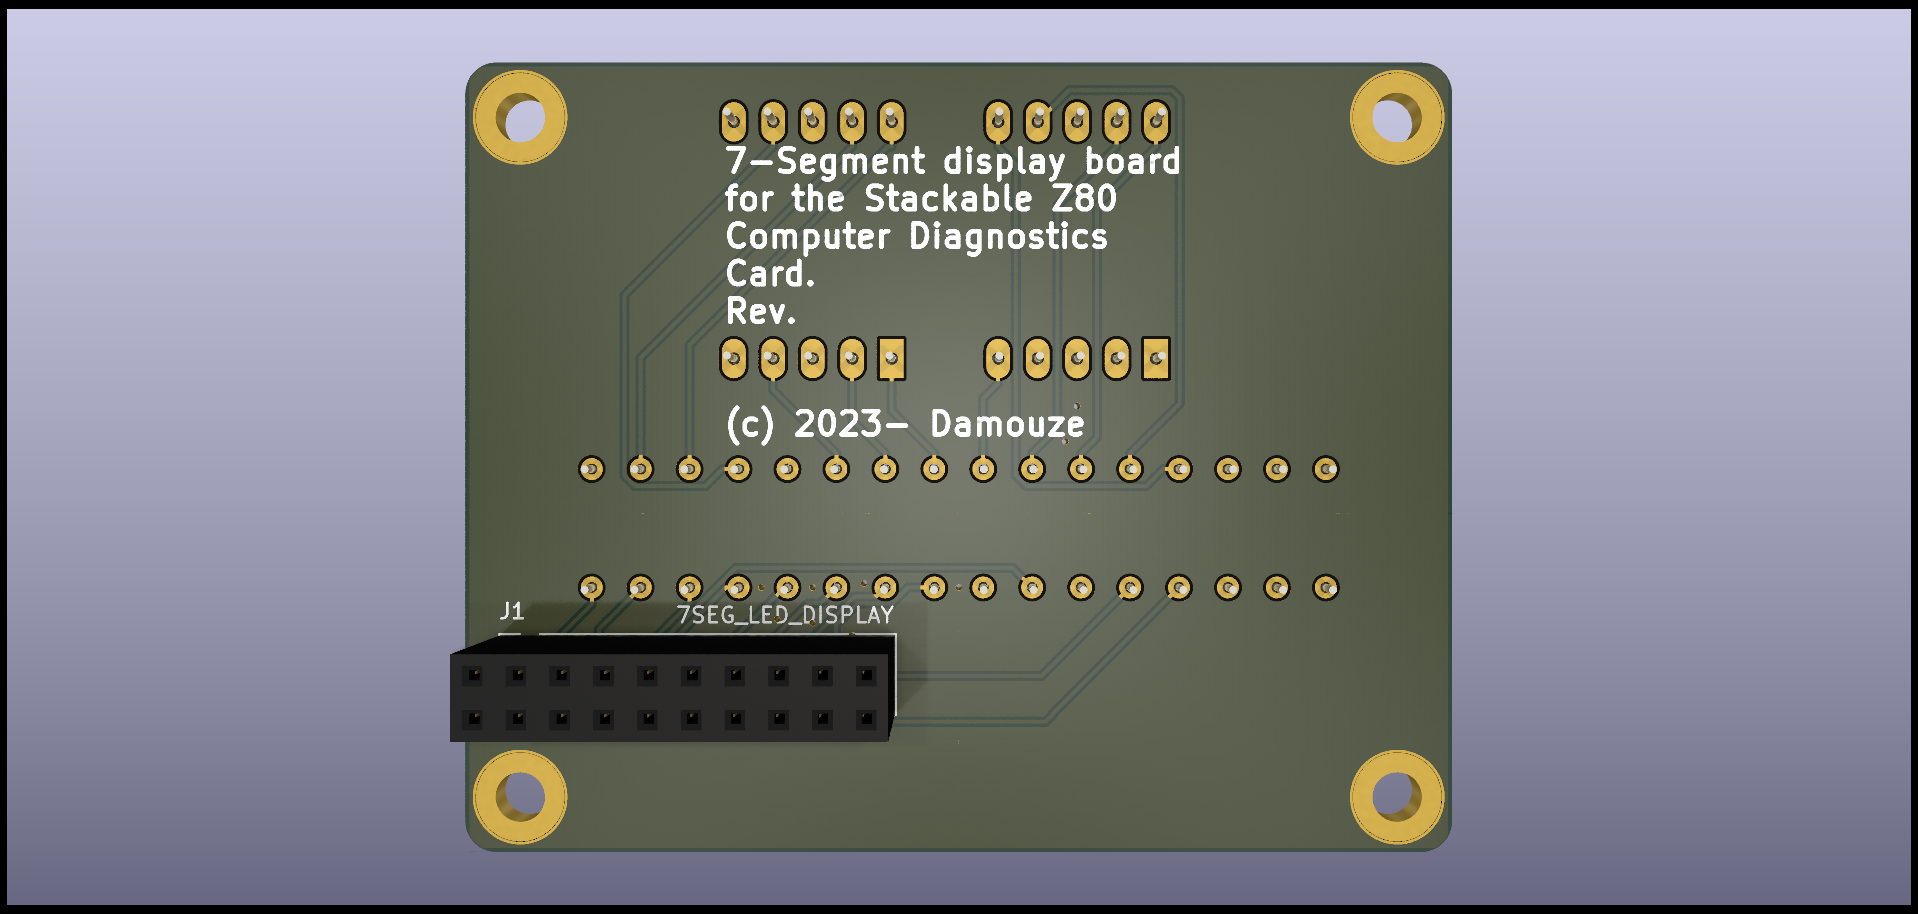 7-Segment display board
for the Stackable Z80
Computer Diagnostics
Card.
Rev.
(c) 2023- Damouze
J1
7SEG_LED_DISPLAY